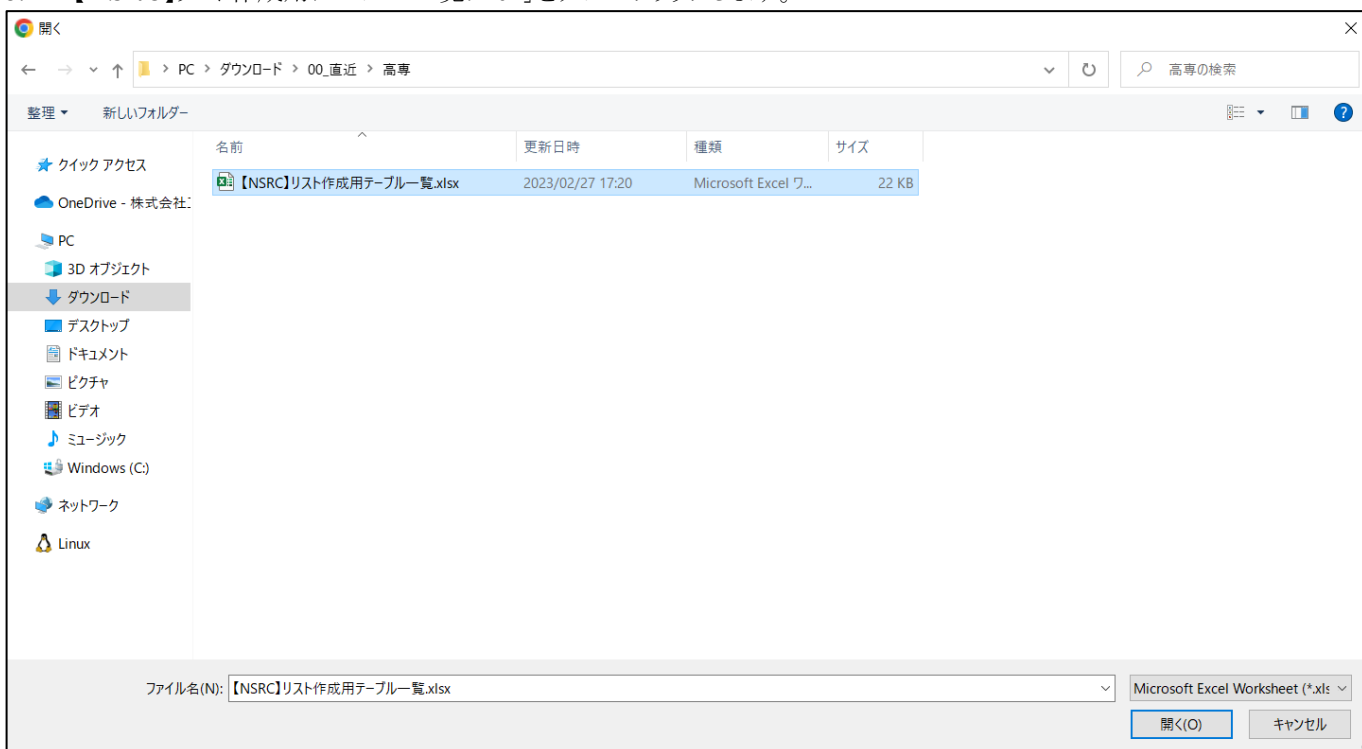 開く
PC > ダウンロード > 00_直近 > 高専
高専の検索
整理
新しいフォルダー
名前
更新日時
種類
サイズ
【NSRC】リスト作成用テーブル一覧.xlsx
2023/02/27 17:20
Microsoft Excel ワ...
22 KB
クイック アクセス
OneDrive - 株式会社
PC
3D オブジェクト
ダウンロード
デスクトップ
ドキュメント
ピクチャ
ビデオ
ミュージック
Windows (C:)
ネットワーク
Linux
ファイル名(N):
【NSRC】リスト作成用テーブル一覧.xlsx
Microsoft Excel Worksheet (*.xls
開く(O)
キャンセル